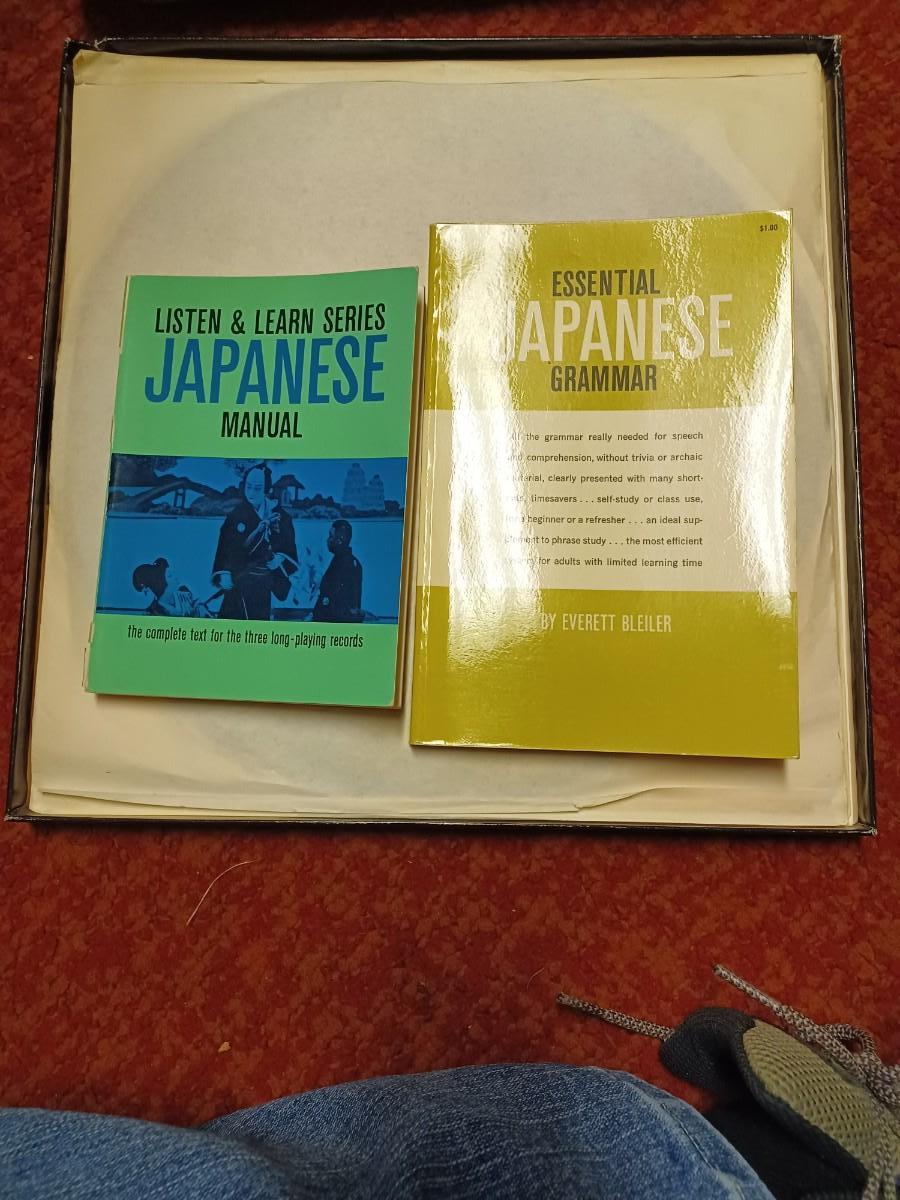 LISTEN & LEARN SERIES
JAPANESE
MANUAL
the complete text for the three long-playing records
$1.00
ESSENTIAL
JAPANESE
GRAMMAR
the grammar really needed for speech
comprehension, without trivia or archaic
material, clearly presented with many short-
timesavers . . . self-study or class use,
beginner or a refresher . . . an ideal sup-
plement to phrase study . . . the most efficient
for adults with limited learning time
BY EVERETT BLEILER